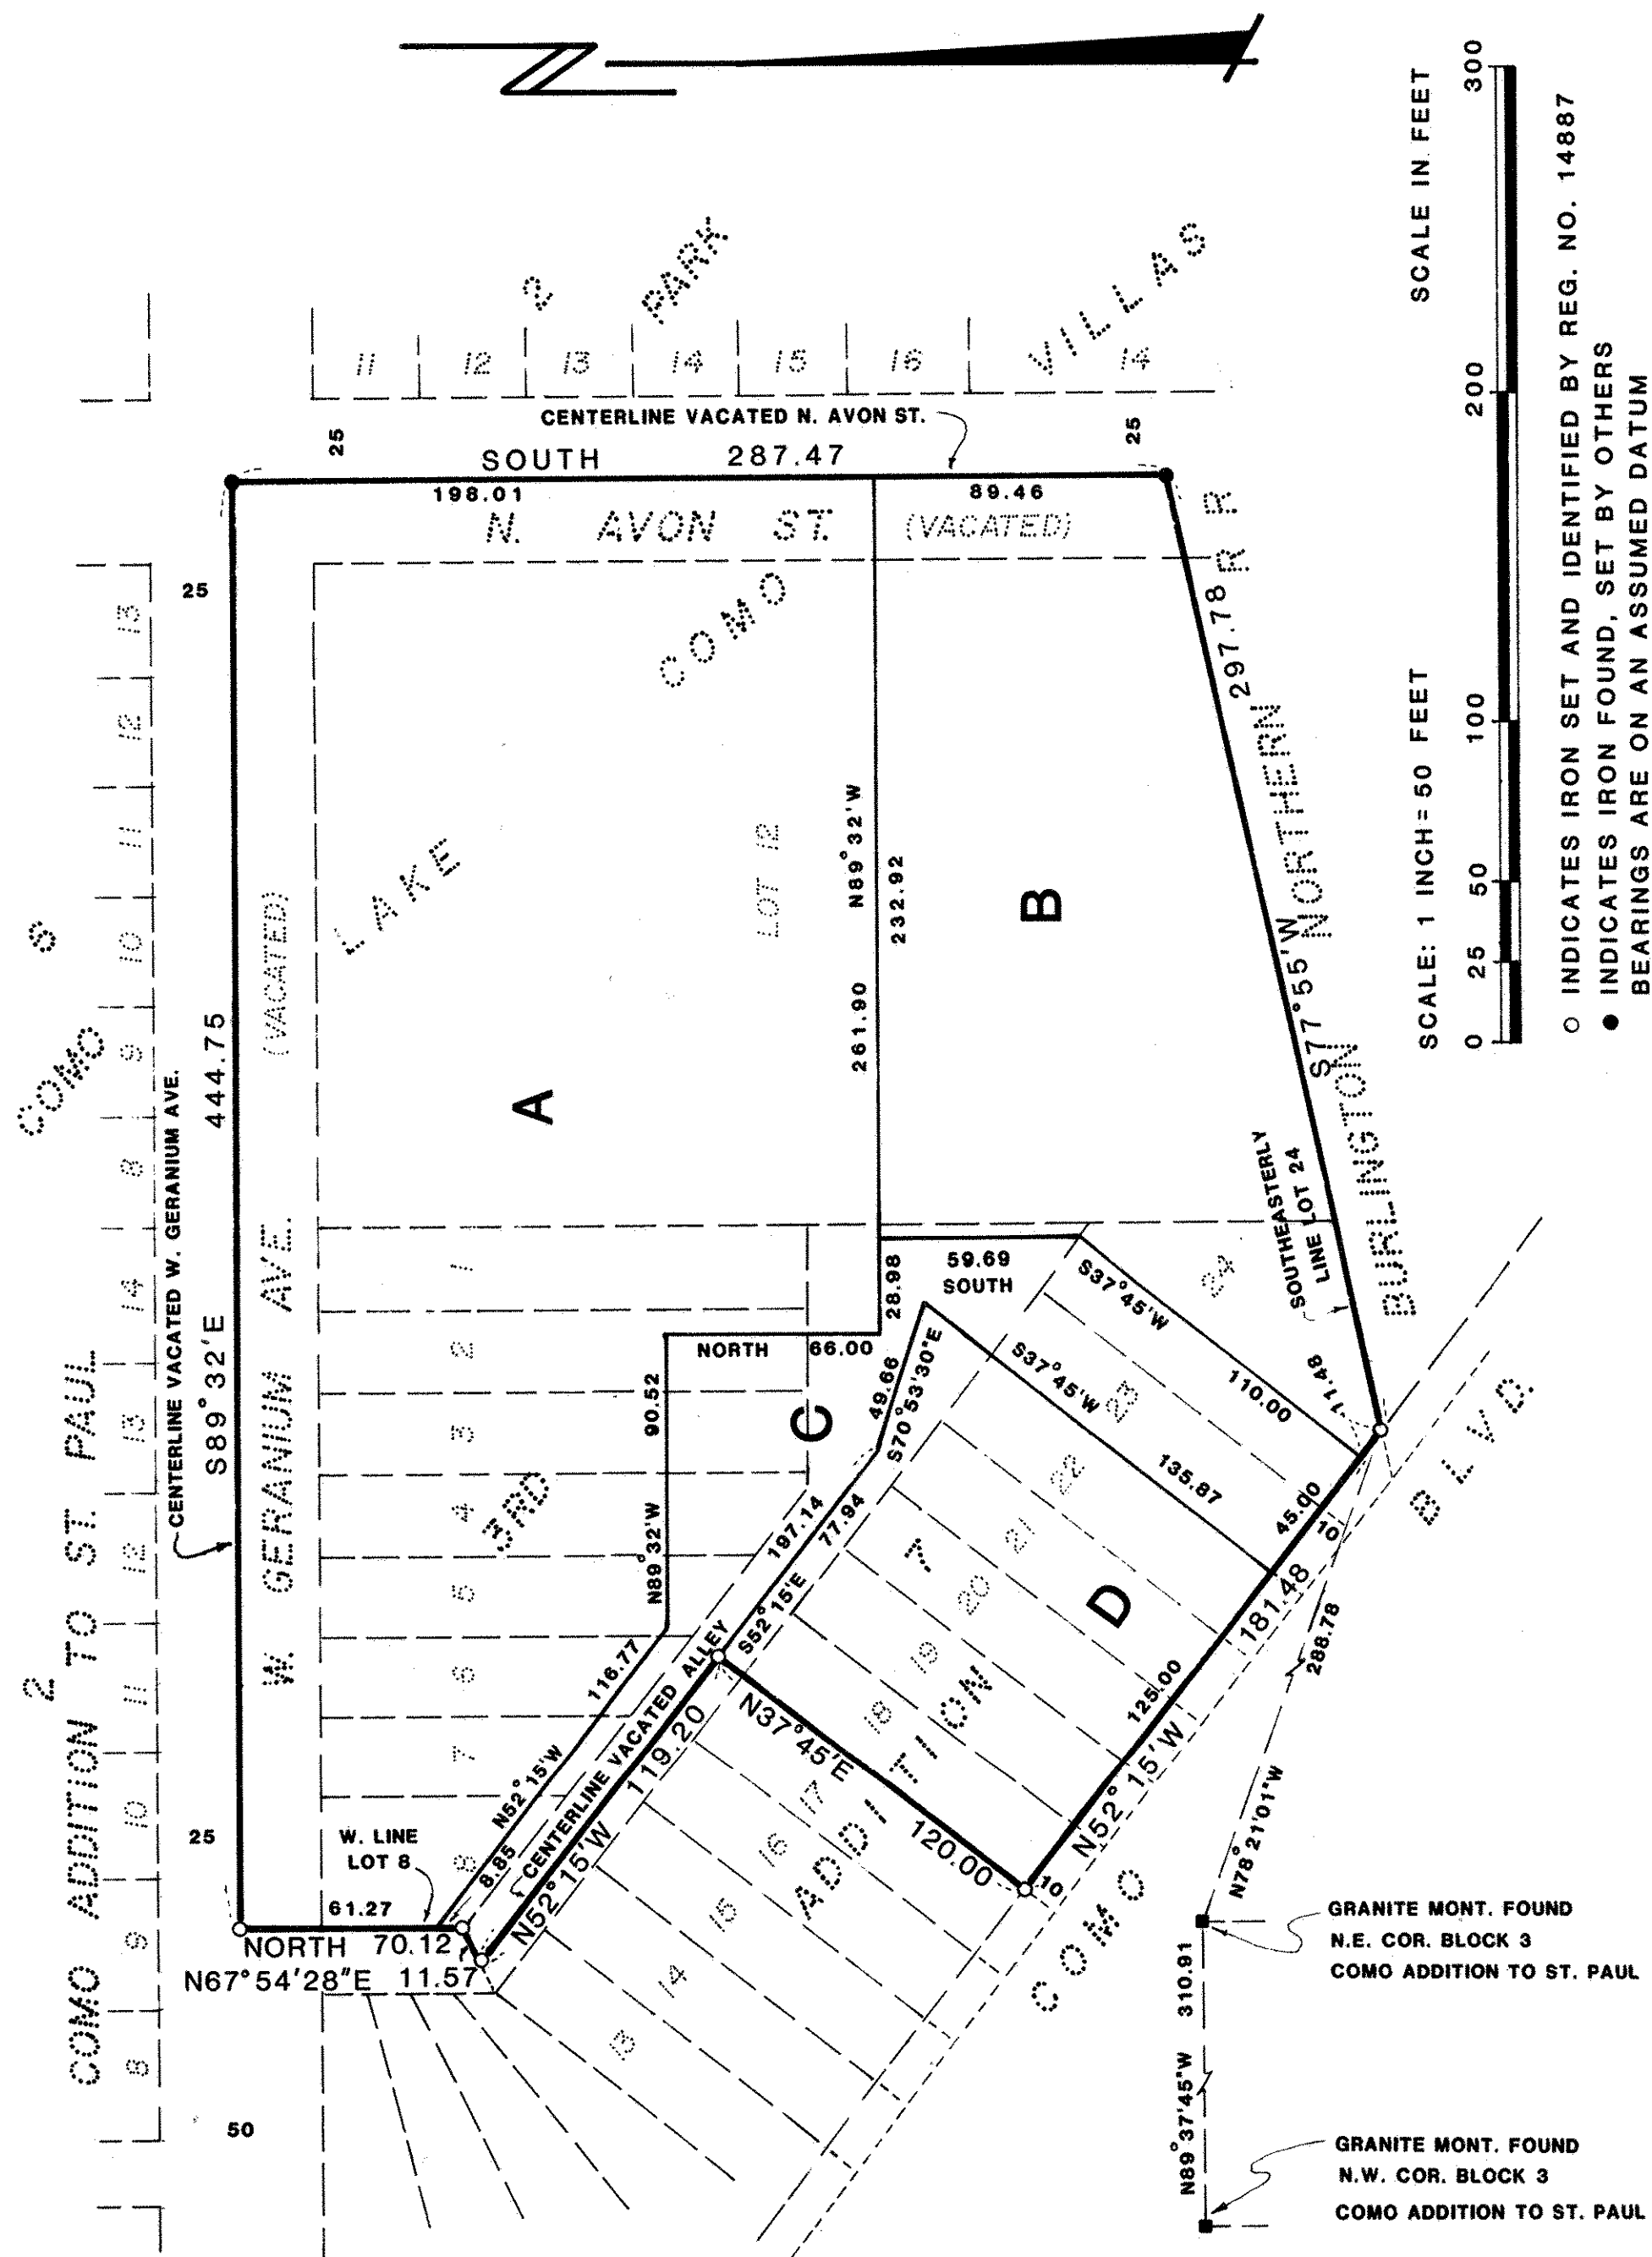 COMO ADDITION TO ST. PAUL
2
COMO
S
8 9 10 11 12 13 14 8 9 10 11 12 13
CENTERLINE VACATED W. GERANIUM AVE.
S89°32'E 444.75
25
25
50
W. GERANIUM AVE. (VACATED)
W. LINE
LOT 8
61.27
NORTH 70.12
N67°54'28"E 11.57
8 7 6 5 4 3 2 1
3RD
LAKE
COMO
PARK
VILLAS
2
11 12 13 14 15 16 14
CENTERLINE VACATED N. AVON ST.
25
25
SOUTH 287.47
198.01
89.46
N. AVON ST. (VACATED)
A
LOT 12
N89°32'W
261.90
232.92
B
28.98
59.69
SOUTH
NORTH 66.00
90.52
N89°32'W
C
N52°15'W 116.77
8.85
CENTERLINE VACATED ALLEY
N52°15'W 119.20
197.14
S52°15'E 77.94
49.66
S70°53'30"E
S37°45'W
135.87
S37°45'W
110.00
SOUTHEASTERLY
LINE LOT 24
11.48
S77°55'W 297.78
BURLINGTON NORTHERN R R
13 14 15 16 17 18 19 20 21 22 23 24
7
ADDITION
N37°45'E
120.00
D
10
N52°15'W 181.48
125.00
45.00
10
COMO BLVD.
N78°21'01"W 288.78
N89°37'45"W 310.91
GRANITE MONT. FOUND
N.E. COR. BLOCK 3
COMO ADDITION TO ST. PAUL
GRANITE MONT. FOUND
N.W. COR. BLOCK 3
COMO ADDITION TO ST. PAUL
SCALE: 1 INCH = 50 FEET SCALE IN FEET
0 25 50 100 200 300
○ INDICATES IRON SET AND IDENTIFIED BY REG. NO. 14887
● INDICATES IRON FOUND, SET BY OTHERS
BEARINGS ARE ON AN ASSUMED DATUM